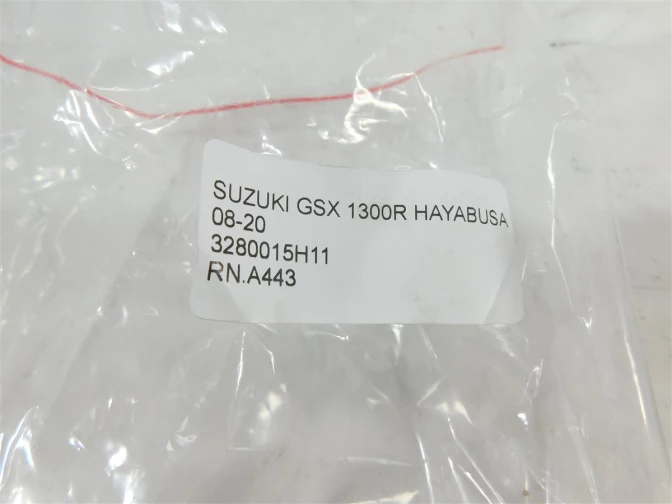 SUZUKI GSX 1300R HAYABUSA
08-20
3280015H11
RN.A443